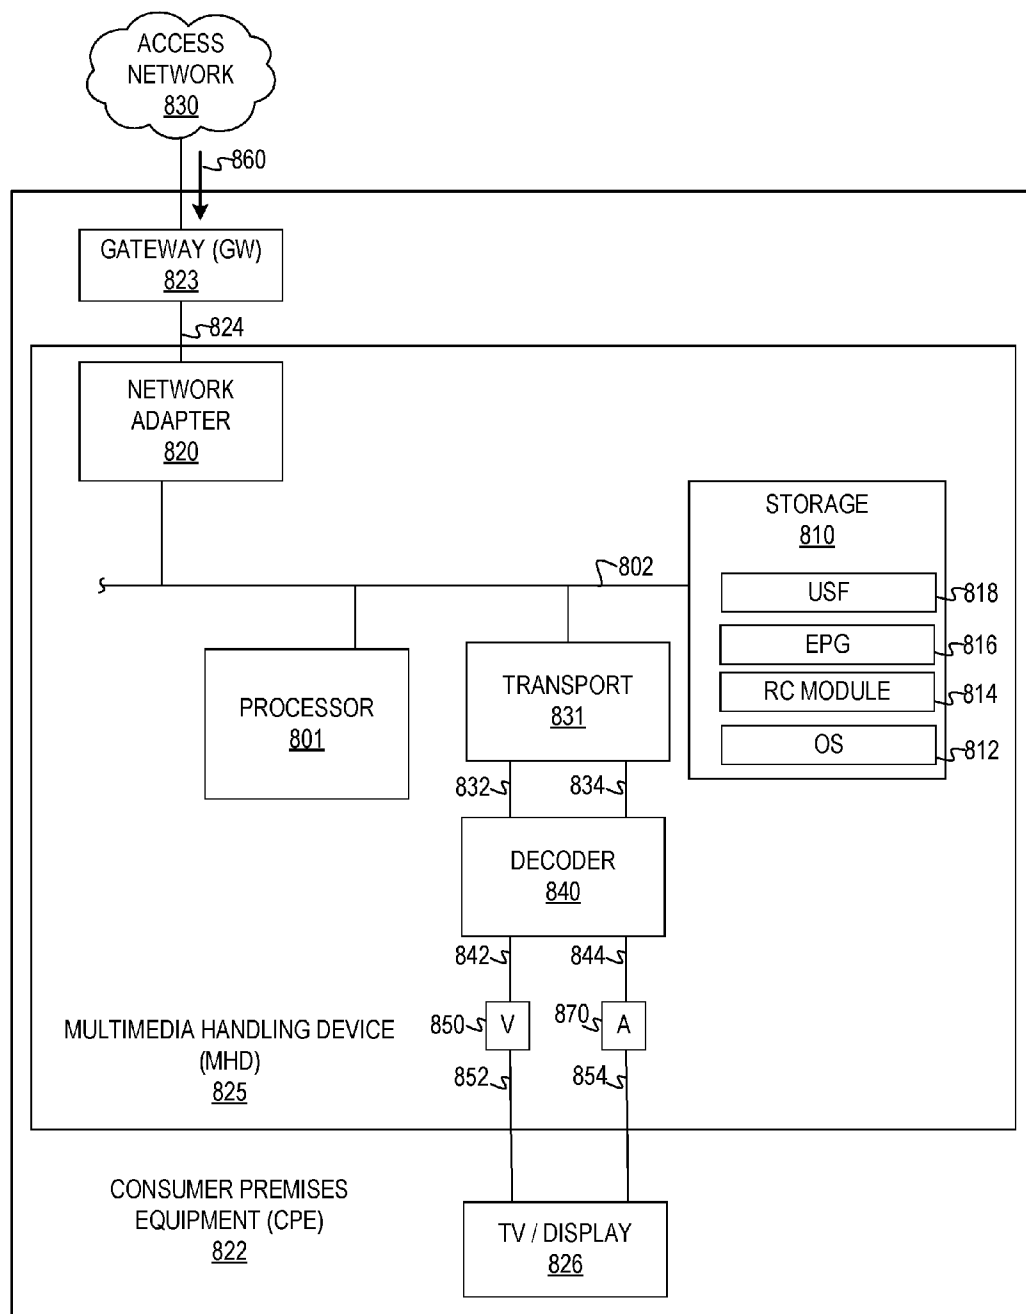 ACCESS
NETWORK
830
860
GATEWAY (GW)
823
824
NETWORK
ADAPTER
820
STORAGE
810
802
USF
818
EPG
816
RC MODULE
814
OS
812
PROCESSOR
801
TRANSPORT
831
832
834
DECODER
840
842
844
850
V
870
A
MULTIMEDIA HANDLING DEVICE
(MHD)
825
852
854
CONSUMER PREMISES
EQUIPMENT (CPE)
822
TV / DISPLAY
826